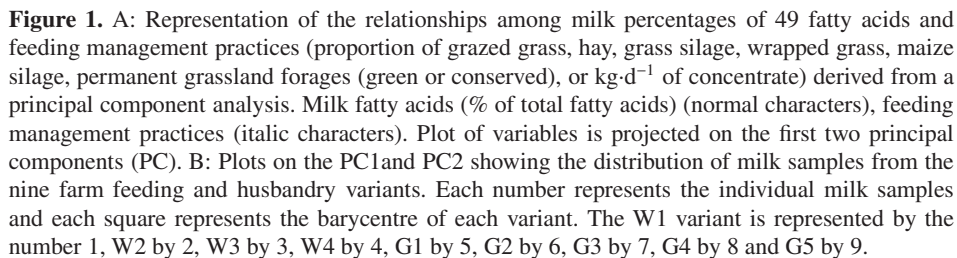 Figure 1. A: Representation of the relationships among milk percentages of 49 fatty acids and
feeding management practices (proportion of grazed grass, hay, grass silage, wrapped grass, maize
silage, permanent grassland forages (green or conserved), or kg·d⁻¹ of concentrate) derived from a
principal component analysis. Milk fatty acids (% of total fatty acids) (normal characters), feeding
management practices (italic characters). Plot of variables is projected on the first two principal
components (PC). B: Plots on the PC1and PC2 showing the distribution of milk samples from the
nine farm feeding and husbandry variants. Each number represents the individual milk samples
and each square represents the barycentre of each variant. The W1 variant is represented by the
number 1, W2 by 2, W3 by 3, W4 by 4, G1 by 5, G2 by 6, G3 by 7, G4 by 8 and G5 by 9.